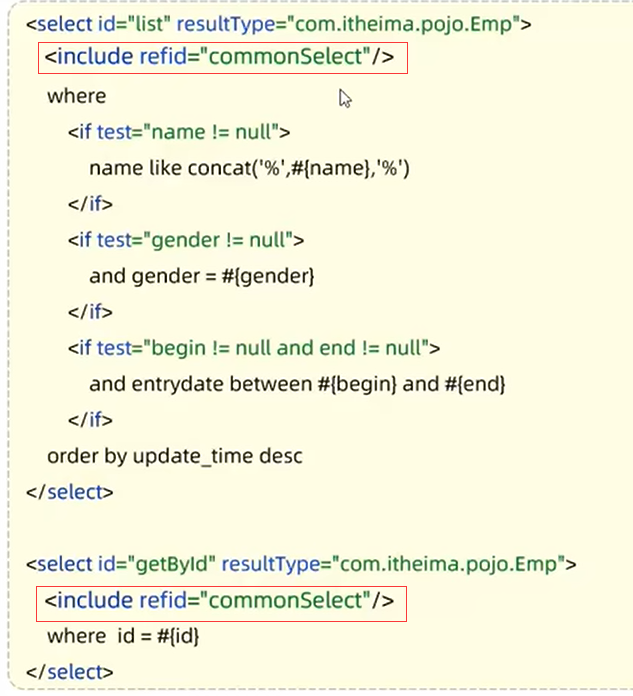 <select id="list" resultType="com.itheima.pojo.Emp">
<include refid="commonSelect"/>
where
<if test="name != null">
name like concat('%',#{name},'%')
</if>
<if test="gender != null">
and gender = #{gender}
</if>
<if test="begin != null and end != null">
and entrydate between #{begin} and #{end}
</if>
order by update_time desc
</select>
<select id="getById" resultType="com.itheima.pojo.Emp">
<include refid="commonSelect"/>
where id = #{id}
</select>